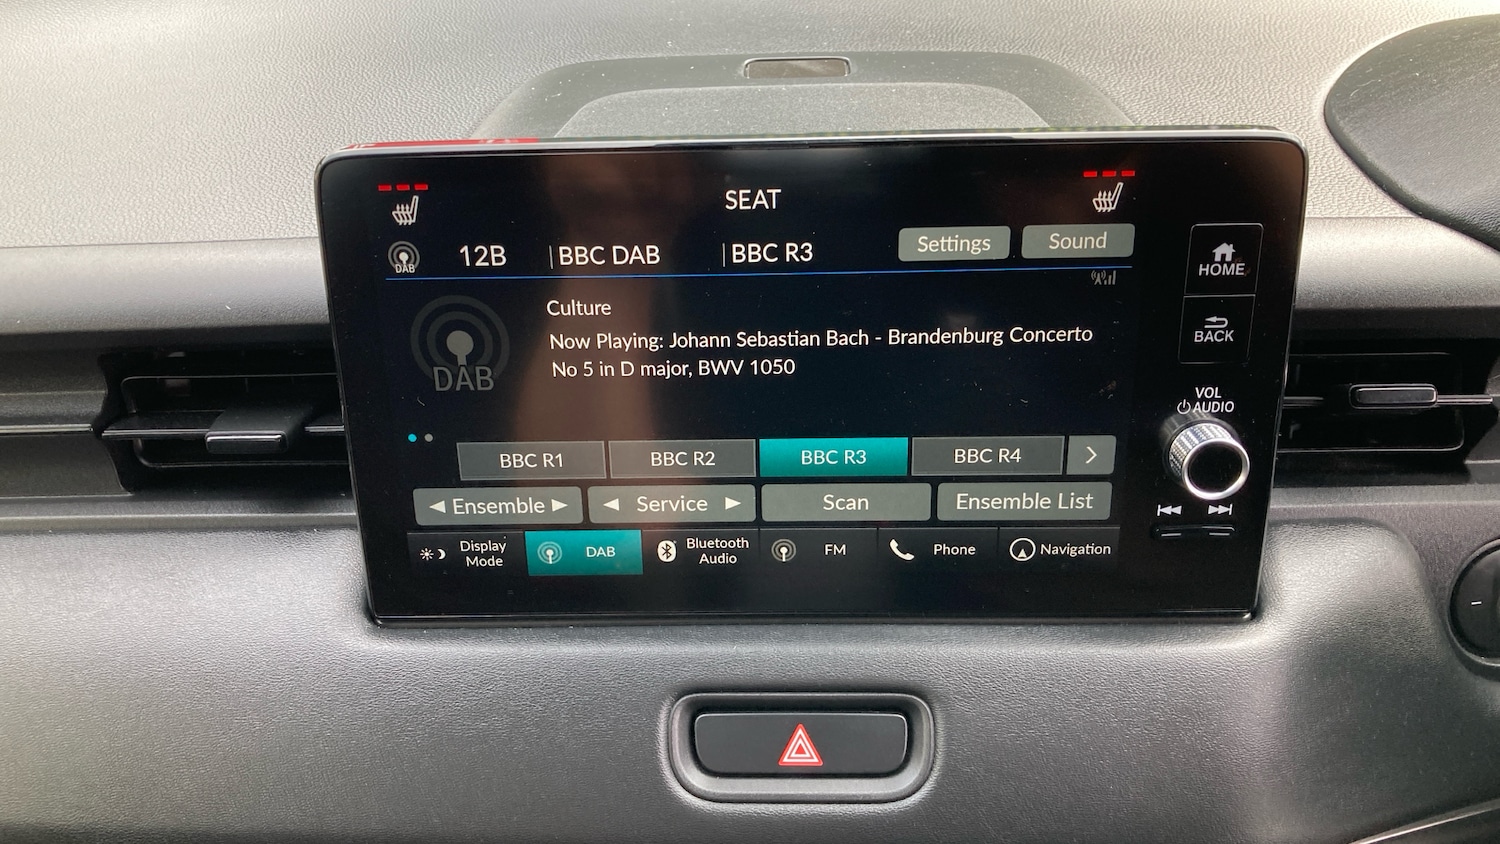 SEAT
DAB
12B
BBC DAB
BBC R3
Settings
Sound
HOME
Culture
Now Playing: Johann Sebastian Bach - Brandenburg Concerto
No 5 in D major, BWV 1050
DAB
BACK
VOL
AUDIO
BBC R1
BBC R2
BBC R3
BBC R4
Ensemble
Service
Scan
Ensemble List
Display
Mode
DAB
Bluetooth
Audio
FM
Phone
Navigation